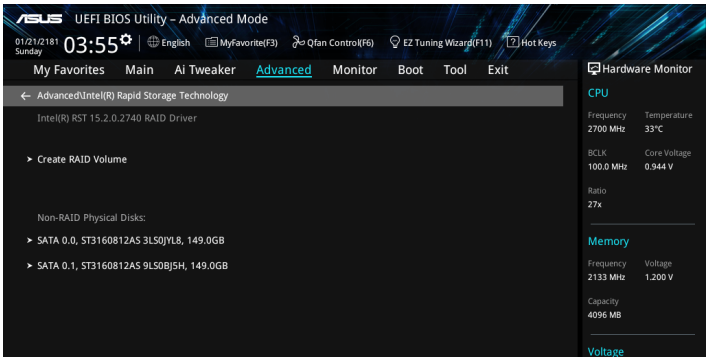 ASUS UEFI BIOS Utility – Advanced Mode
01/21/2181 Sunday 03:55 English MyFavorite(F3) Qfan Control(F6) EZ Tuning Wizard(F11) ? Hot Keys
My Favorites Main Ai Tweaker Advanced Monitor Boot Tool Exit
← Advanced\Intel(R) Rapid Storage Technology
Intel(R) RST 15.2.0.2740 RAID Driver
➤ Create RAID Volume
Non-RAID Physical Disks:
➤ SATA 0.0, ST3160812AS 3LS0JYL8, 149.0GB
➤ SATA 0.1, ST3160812AS 9LS0BJ5H, 149.0GB
Hardware Monitor
CPU
Frequency Temperature
2700 MHz 33°C
BCLK Core Voltage
100.0 MHz 0.944 V
Ratio
27x
Memory
Frequency Voltage
2133 MHz 1.200 V
Capacity
4096 MB
Voltage